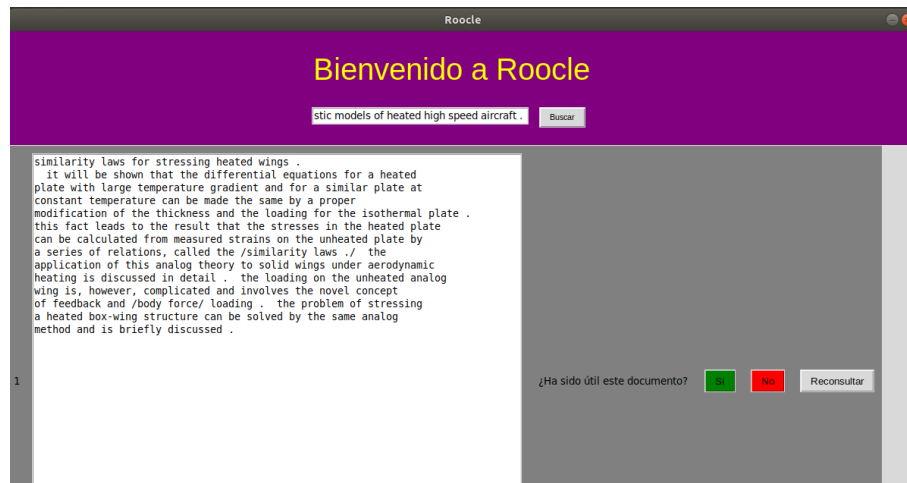 Roocle
Bienvenido a Roocle
stic models of heated high speed aircraft .
Buscar
similarity laws for stressing heated wings .
it will be shown that the differential equations for a heated
plate with large temperature gradient and for a similar plate at
constant temperature can be made the same by a proper
modification of the thickness and the loading for the isothermal plate .
this fact leads to the result that the stresses in the heated plate
can be calculated from measured strains on the unheated plate by
a series of relations, called the /similarity laws ./  the
application of this analog theory to solid wings under aerodynamic
heating is discussed in detail .  the loading on the unheated analog
wing is, however, complicated and involves the novel concept
of feedback and /body force/ loading .  the problem of stressing
a heated box-wing structure can be solved by the same analog
method and is briefly discussed .
1
¿Ha sido útil este documento?
Sí
No
Reconsultar